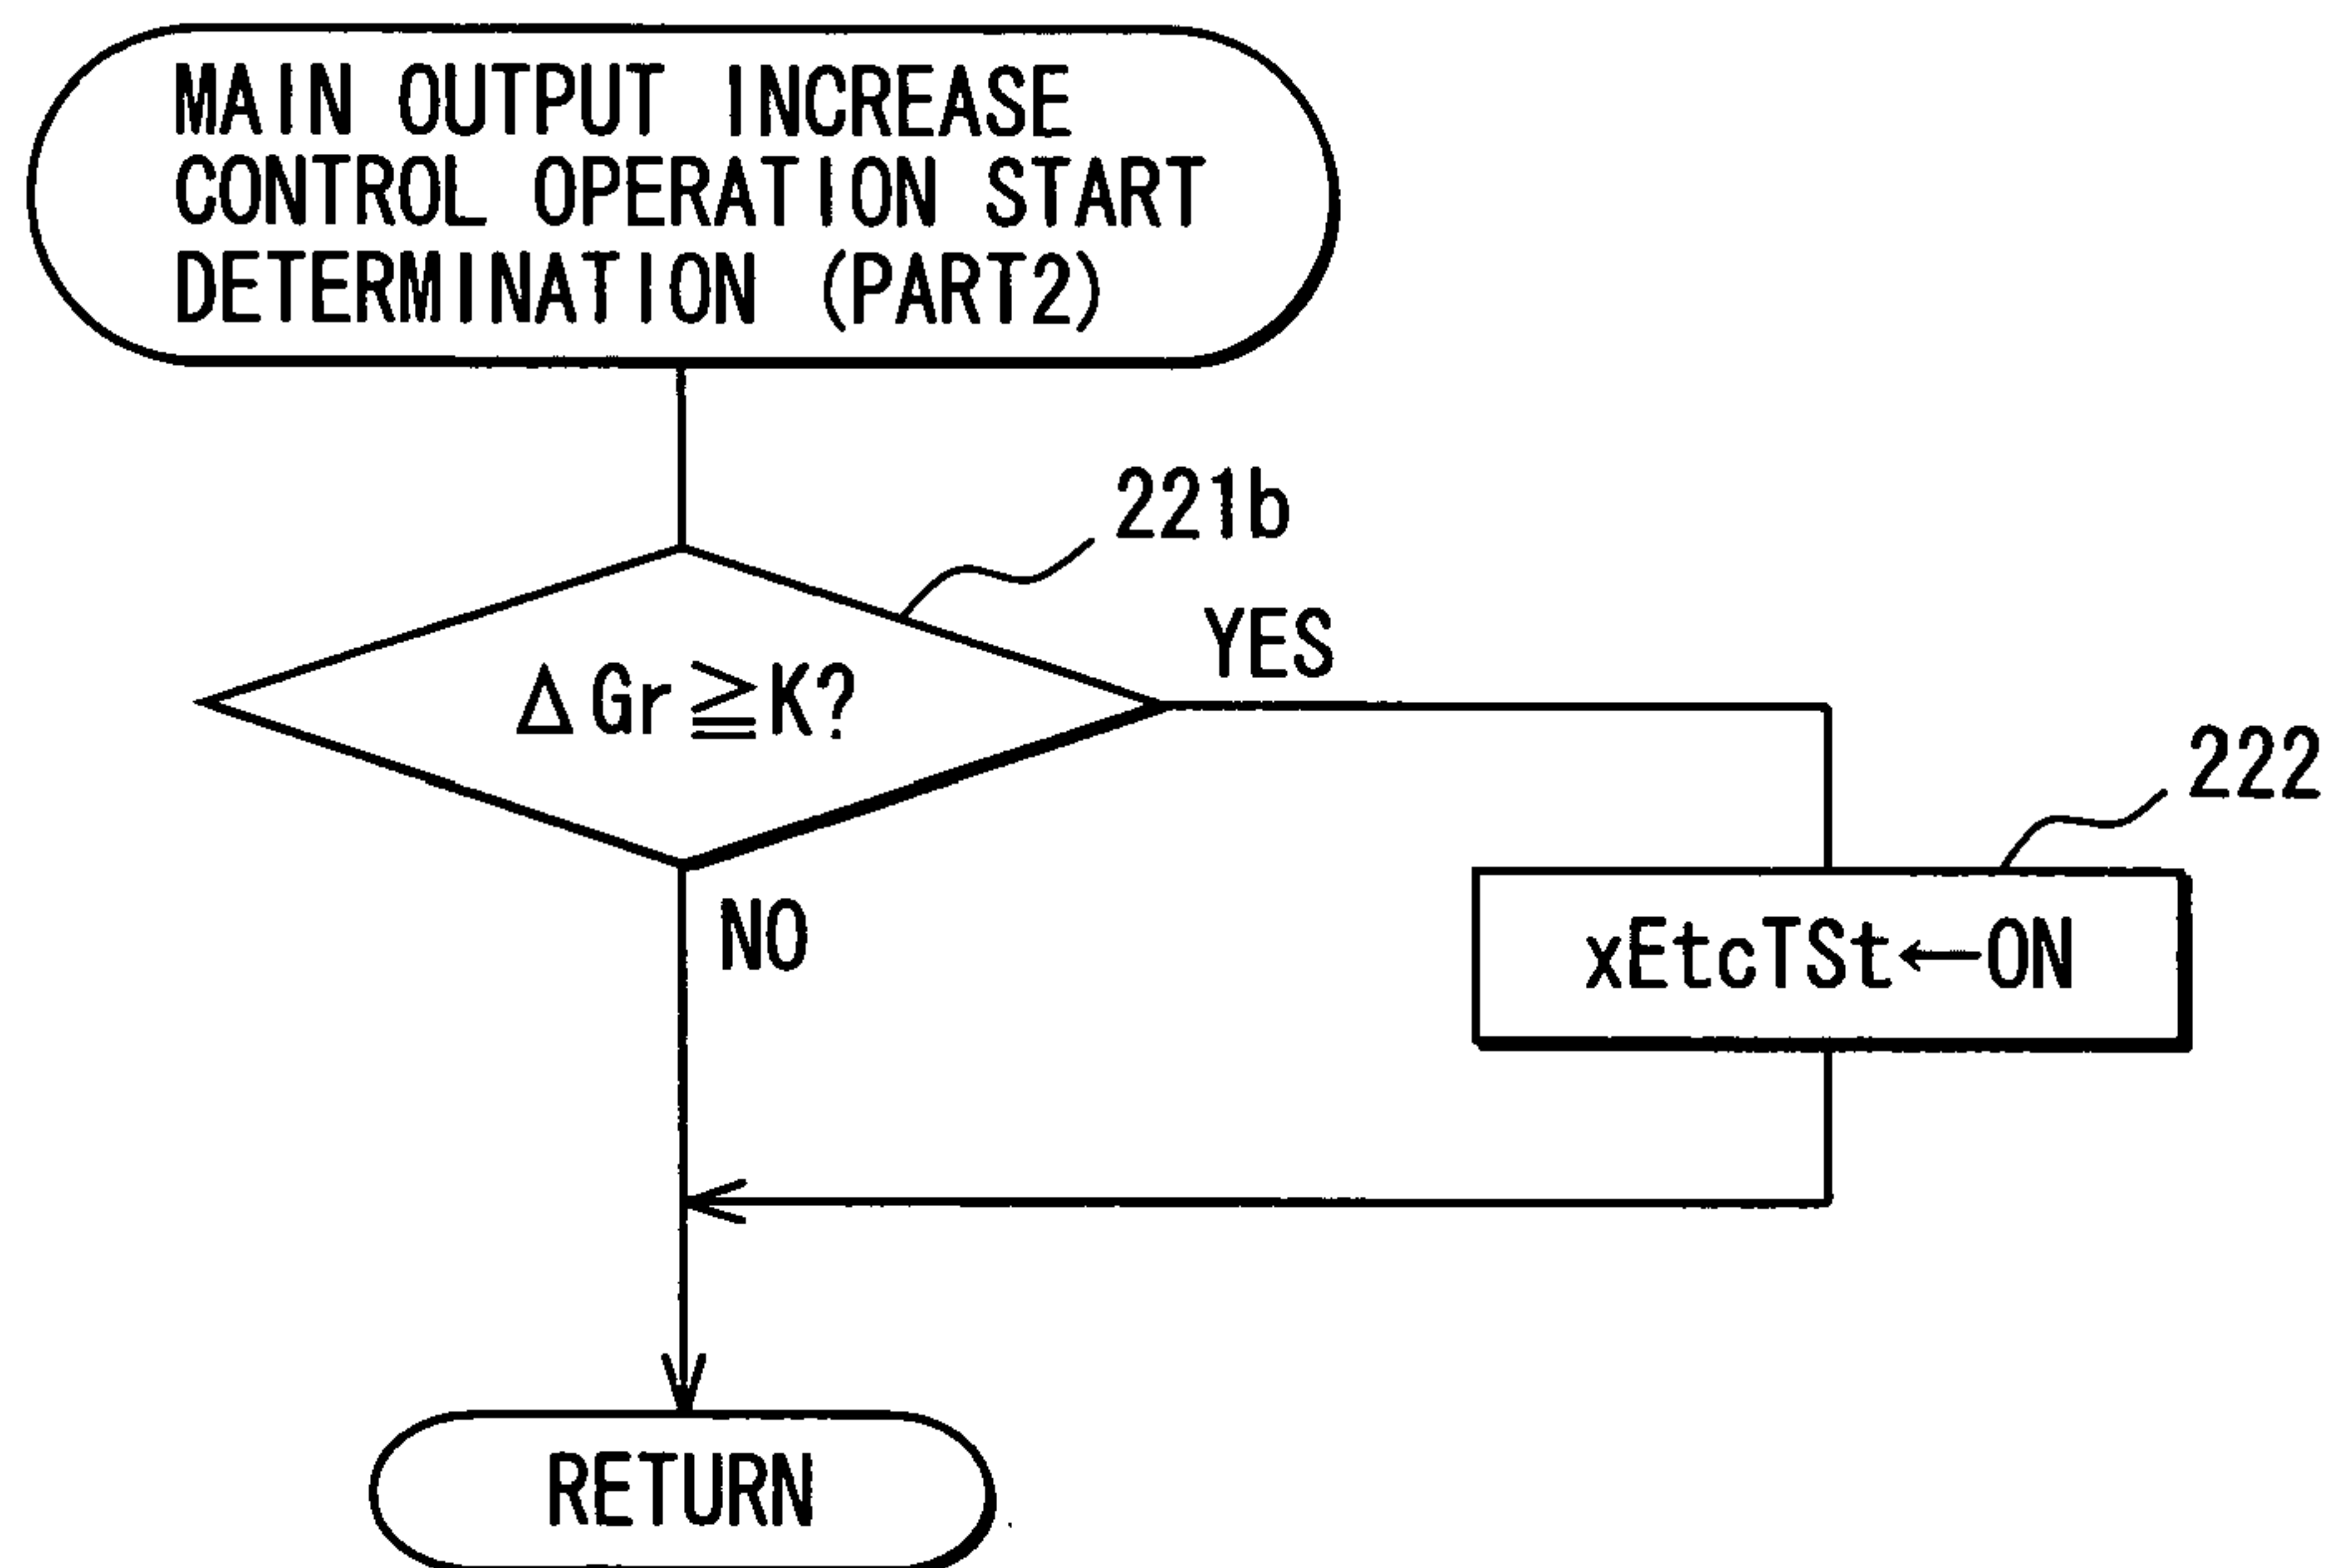 MAIN OUTPUT INCREASE
CONTROL OPERATION START
DETERMINATION (PART2)
221b
YES
ΔGr≧K?
222
NO
xEtcTSt←ON
RETURN